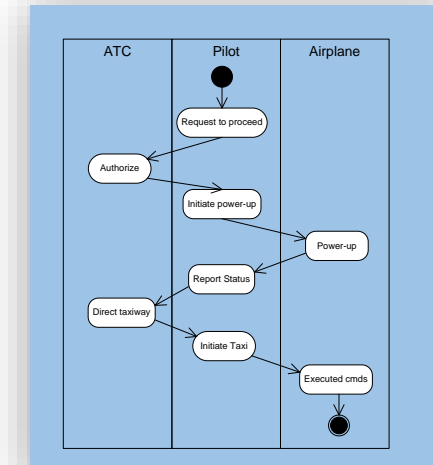 ATC
Pilot
Airplane
Request to proceed
Authorize
Initiate power-up
Power-up
Report Status
Direct taxiway
Initiate Taxi
Executed cmds